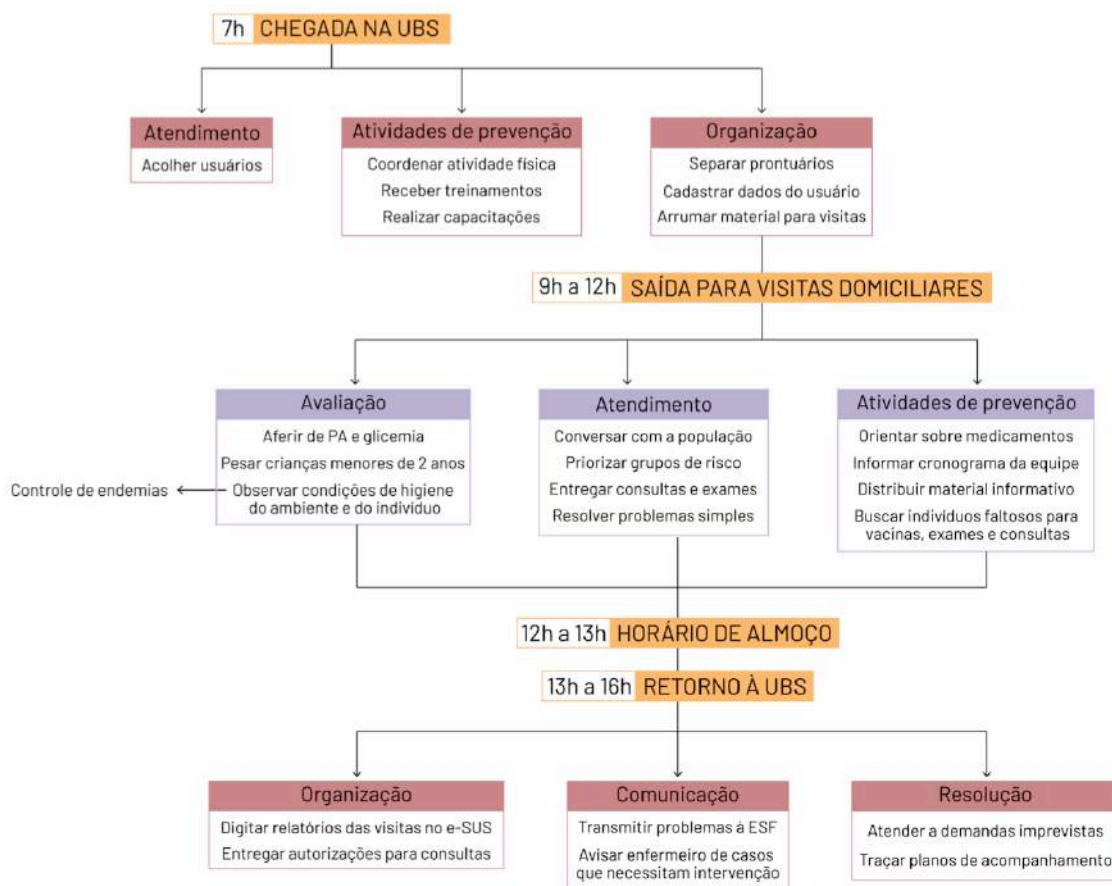 7h CHEGADA NA UBS
Atendimento
Acolher usuários
Atividades de prevenção
Coordenar atividade física
Receber treinamentos
Realizar capacitações
Organização
Separar prontuários
Cadastrar dados do usuário
Arrumar material para visitas
9h a 12h SAÍDA PARA VISITAS DOMICILIARES
Avaliação
Aferir de PA e glicemia
Pesar crianças menores de 2 anos
Observar condições de higiene
do ambiente e do indivíduo
Controle de endemias
Atendimento
Conversar com a população
Priorizar grupos de risco
Entregar consultas e exames
Resolver problemas simples
Atividades de prevenção
Orientar sobre medicamentos
Informar cronograma da equipe
Distribuir material informativo
Buscar indivíduos faltosos para
vacinas, exames e consultas
12h a 13h HORÁRIO DE ALMOÇO
13h a 16h RETORNO À UBS
Organização
Digitar relatórios das visitas no e-SUS
Entregar autorizações para consultas
Comunicação
Transmitir problemas à ESF
Avisar enfermeiro de casos
que necessitam intervenção
Resolução
Atender a demandas imprevistas
Traçar planos de acompanhamento